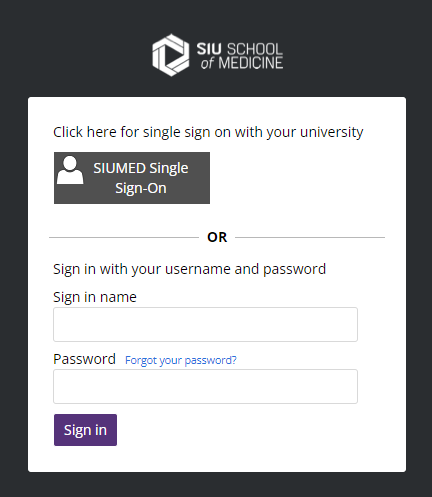 SIU SCHOOL
of MEDICINE
Click here for single sign on with your university
SIUMED Single
Sign-On
OR
Sign in with your username and password
Sign in name
Password Forgot your password?
Sign in